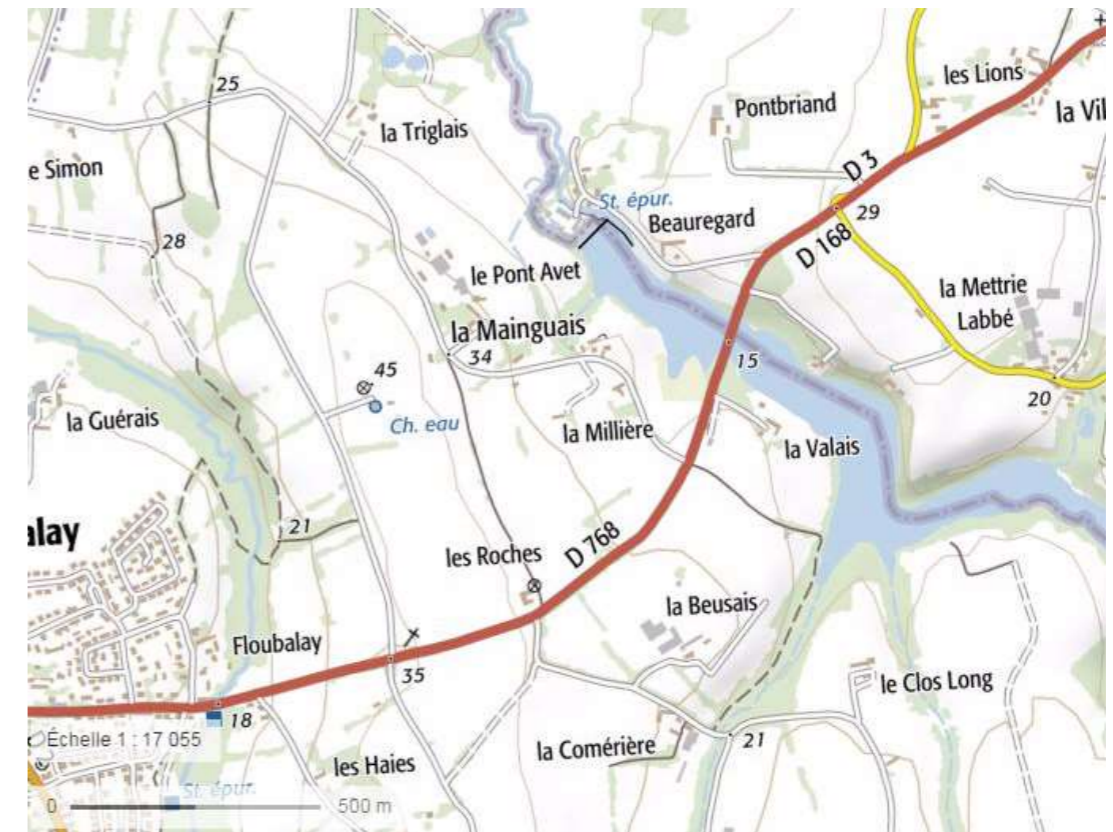 les Lions
25
Pontbriand
la Vil
la Triglais
D 3
e Simon
St. épur.
29
Beauregard
28
D 168
le Pont Avet
la Mettrie
Labbé
la Mainguais
34
15
45
20
la Guérais
Ch. eau
la Millière
la Valais
alay
21
les Roches
D 768
la Beusais
Floubalay
35
le Clos Long
18
21
Échelle 1 : 17 055
la Comérière
les Haies
St. épur.
0
500 m